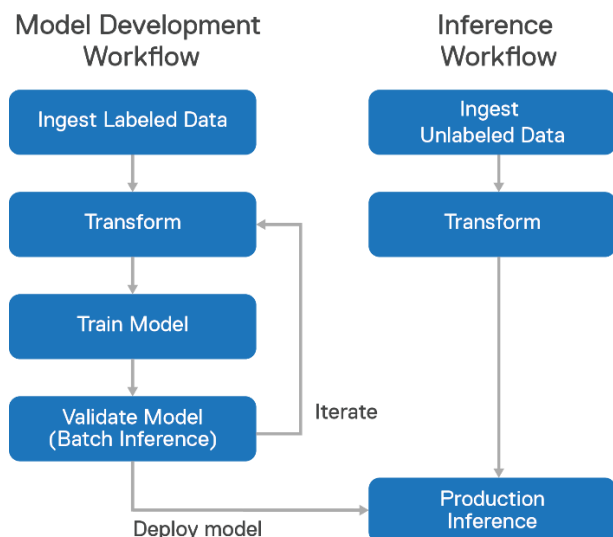 Model Development
Workflow
Ingest Labeled Data
Transform
Train Model
Validate Model
(Batch Inference)
Iterate
Deploy model
Inference
Workflow
Ingest
Unlabeled Data
Transform
Production
Inference